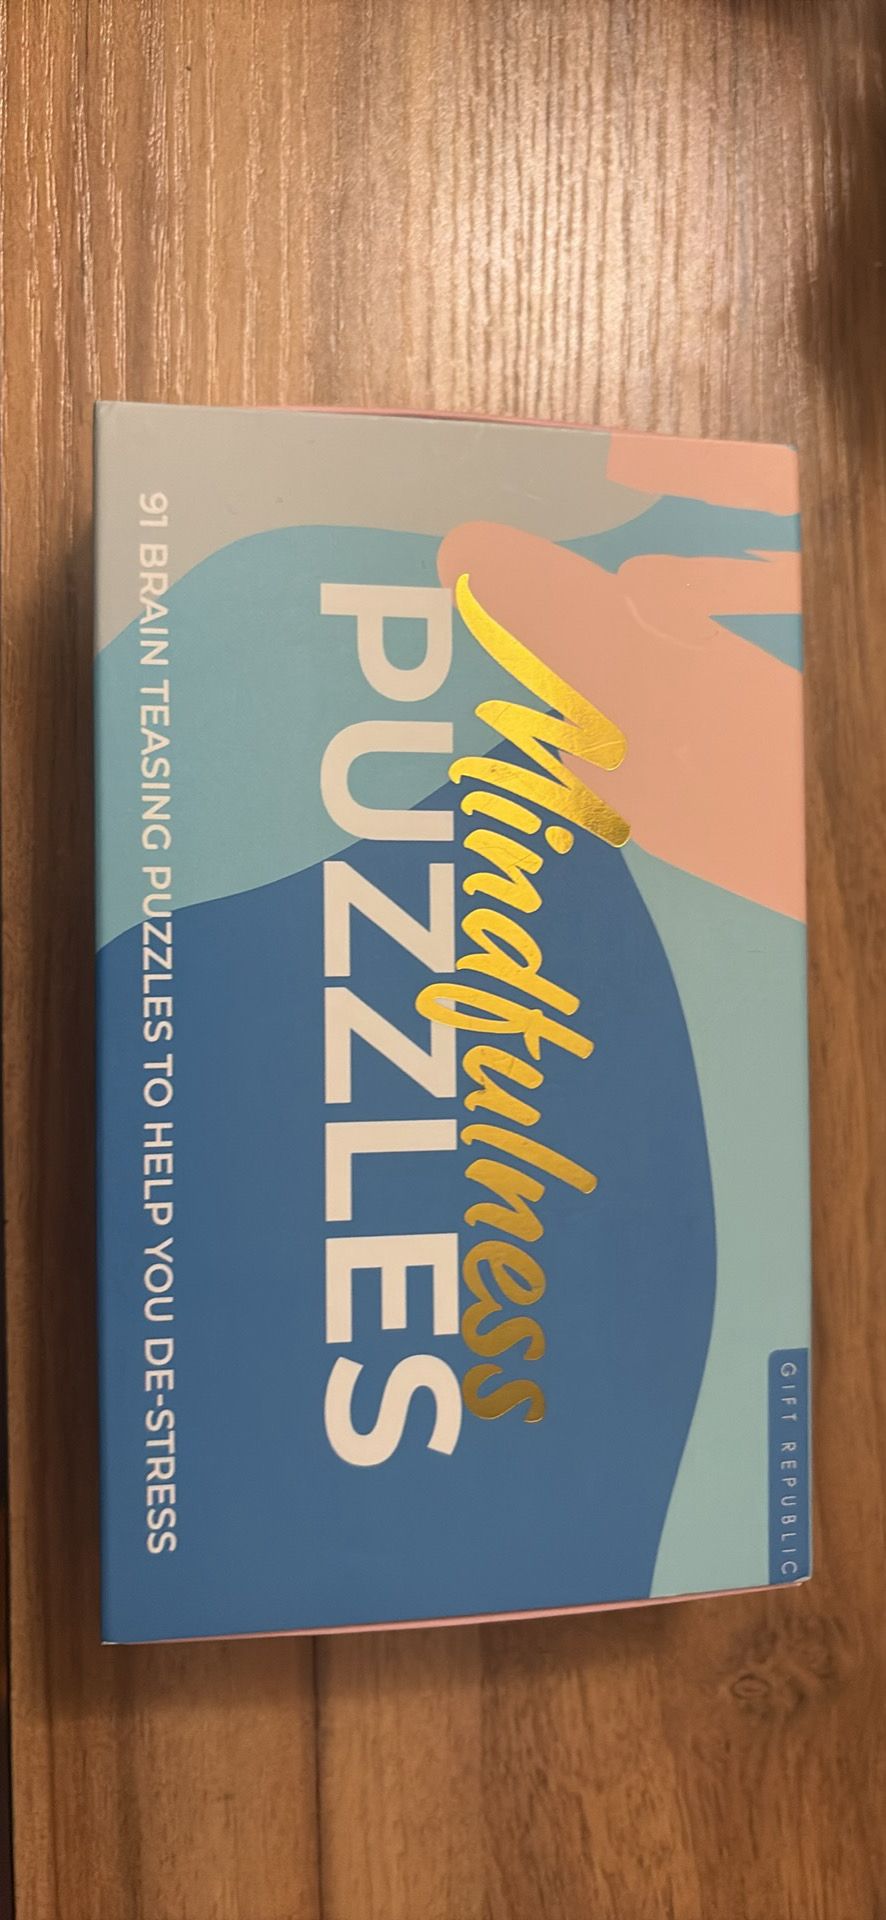 GIFT REPUBLIC
Mindfulness
PUZZLES
91 BRAIN TEASING PUZZLES TO HELP YOU DE-STRESS